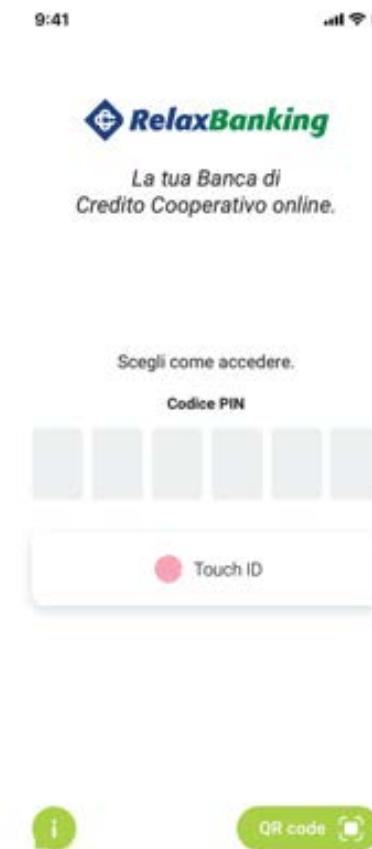 9:41
RelaxBanking
La tua Banca di
Credito Cooperativo online.
Scegli come accedere.
Codice PIN
Touch ID
i
QR code